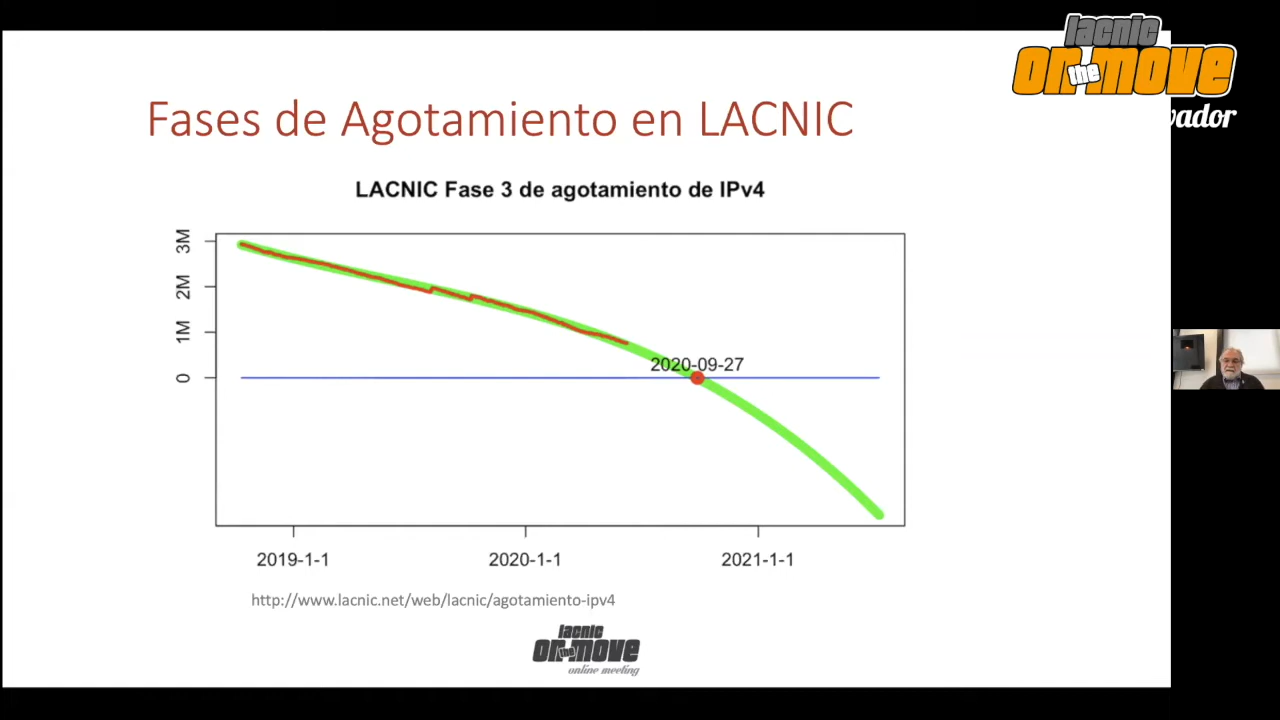 lacnic
on the move
vador
Fases de Agotamiento en LACNIC
LACNIC Fase 3 de agotamiento de IPv4
3M
2M
1M
0
2020-09-27
2019-1-1
2020-1-1
2021-1-1
http://www.lacnic.net/web/lacnic/agotamiento-ipv4
lacnic
on the move
online meeting